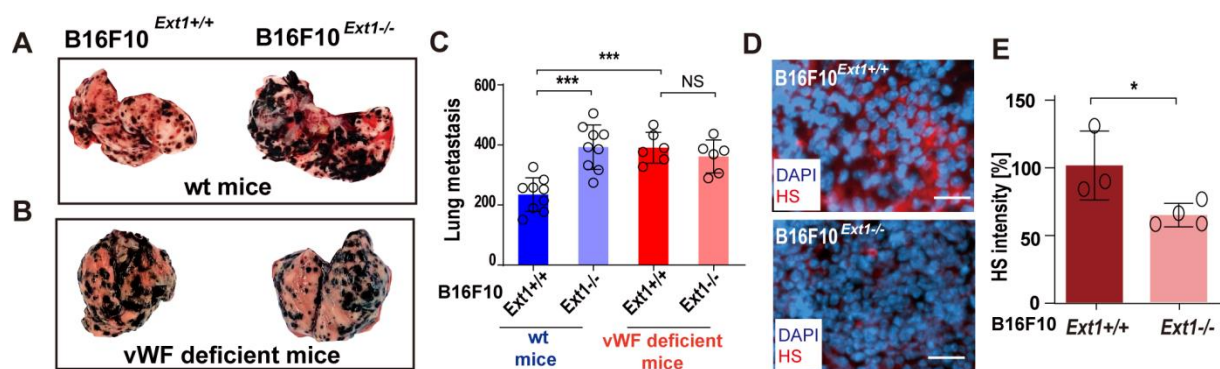 A
B16F10 Ext1+/+
B16F10 Ext1-/-
wt mice
B
vWF deficient mice
C
***
***
NS
600
400
200
0
Lung metastasis
B16F10
Ext1+/+
Ext1-/-
Ext1+/+
Ext1-/-
wt
mice
vWF deficient
mice
D
B16F10 Ext1+/+
DAPI
HS
B16F10 Ext1-/-
DAPI
HS
E
*
150
100
50
0
HS intensity [%]
B16F10
Ext1+/+
Ext1-/-